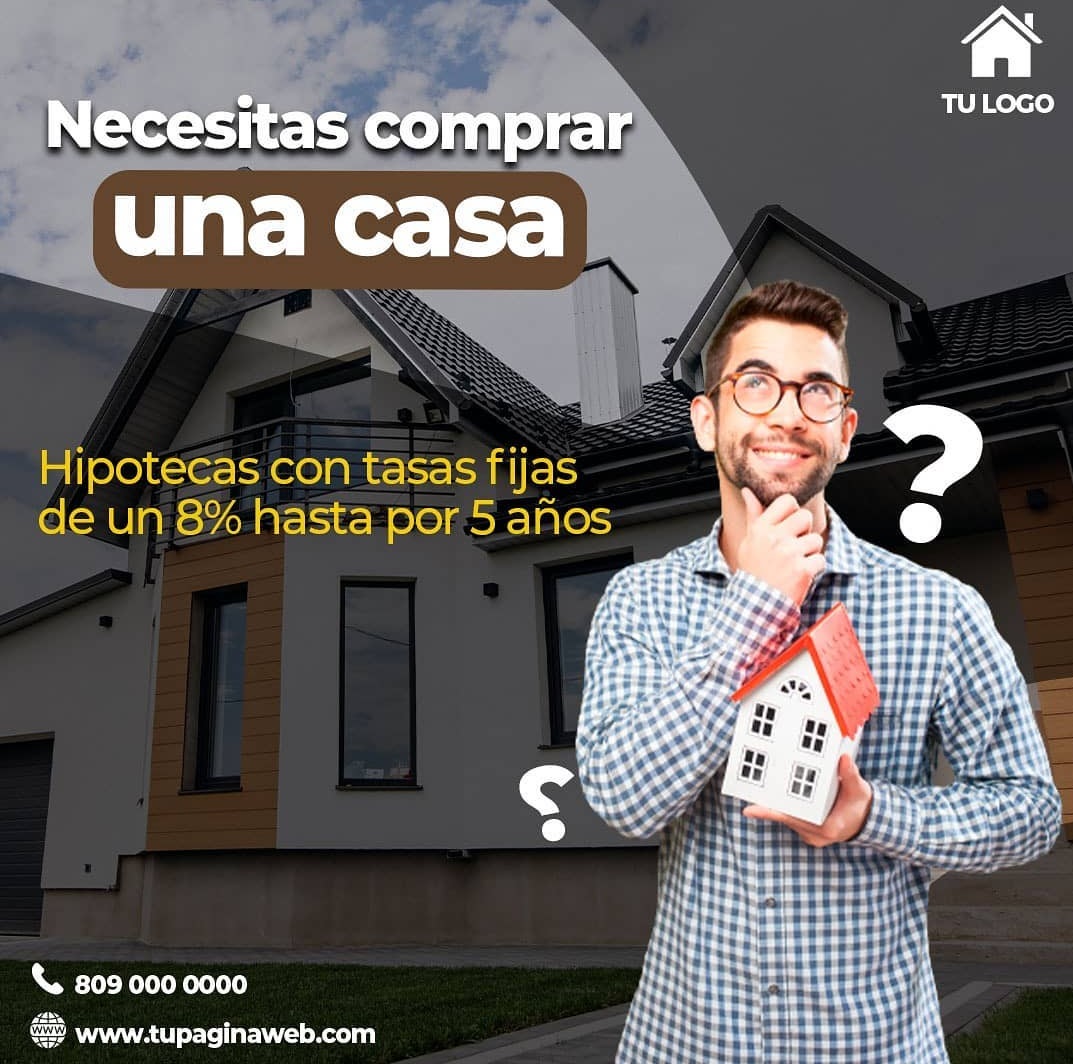 TU LOGO
Necesitas comprar
una casa
Hipotecas con tasas fijas
de un 8% hasta por 5 años
?
?
809 000 0000
www
www.tupaginaweb.com